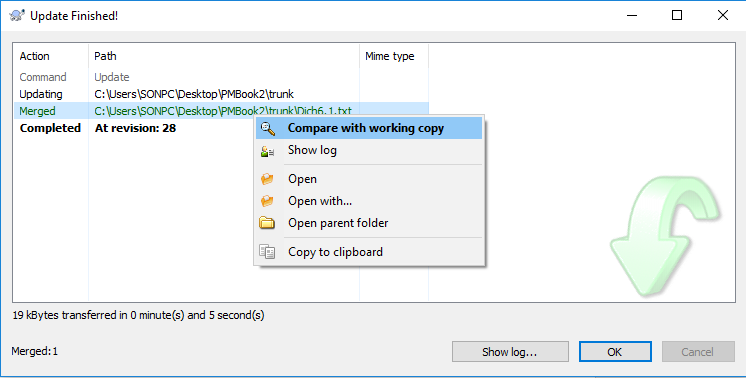 Update Finished!
Action Path Mime type
Command Update
Updating C:\Users\SONPC\Desktop\PMBook2\trunk
Merged C:\Users\SONPC\Desktop\PMBook2\trunk\Dich6.1.txt
Completed At revision: 28
Compare with working copy
Show log
Open
Open with...
Open parent folder
Copy to clipboard
19 kBytes transferred in 0 minute(s) and 5 second(s)
Merged:1
Show log...
OK
Cancel